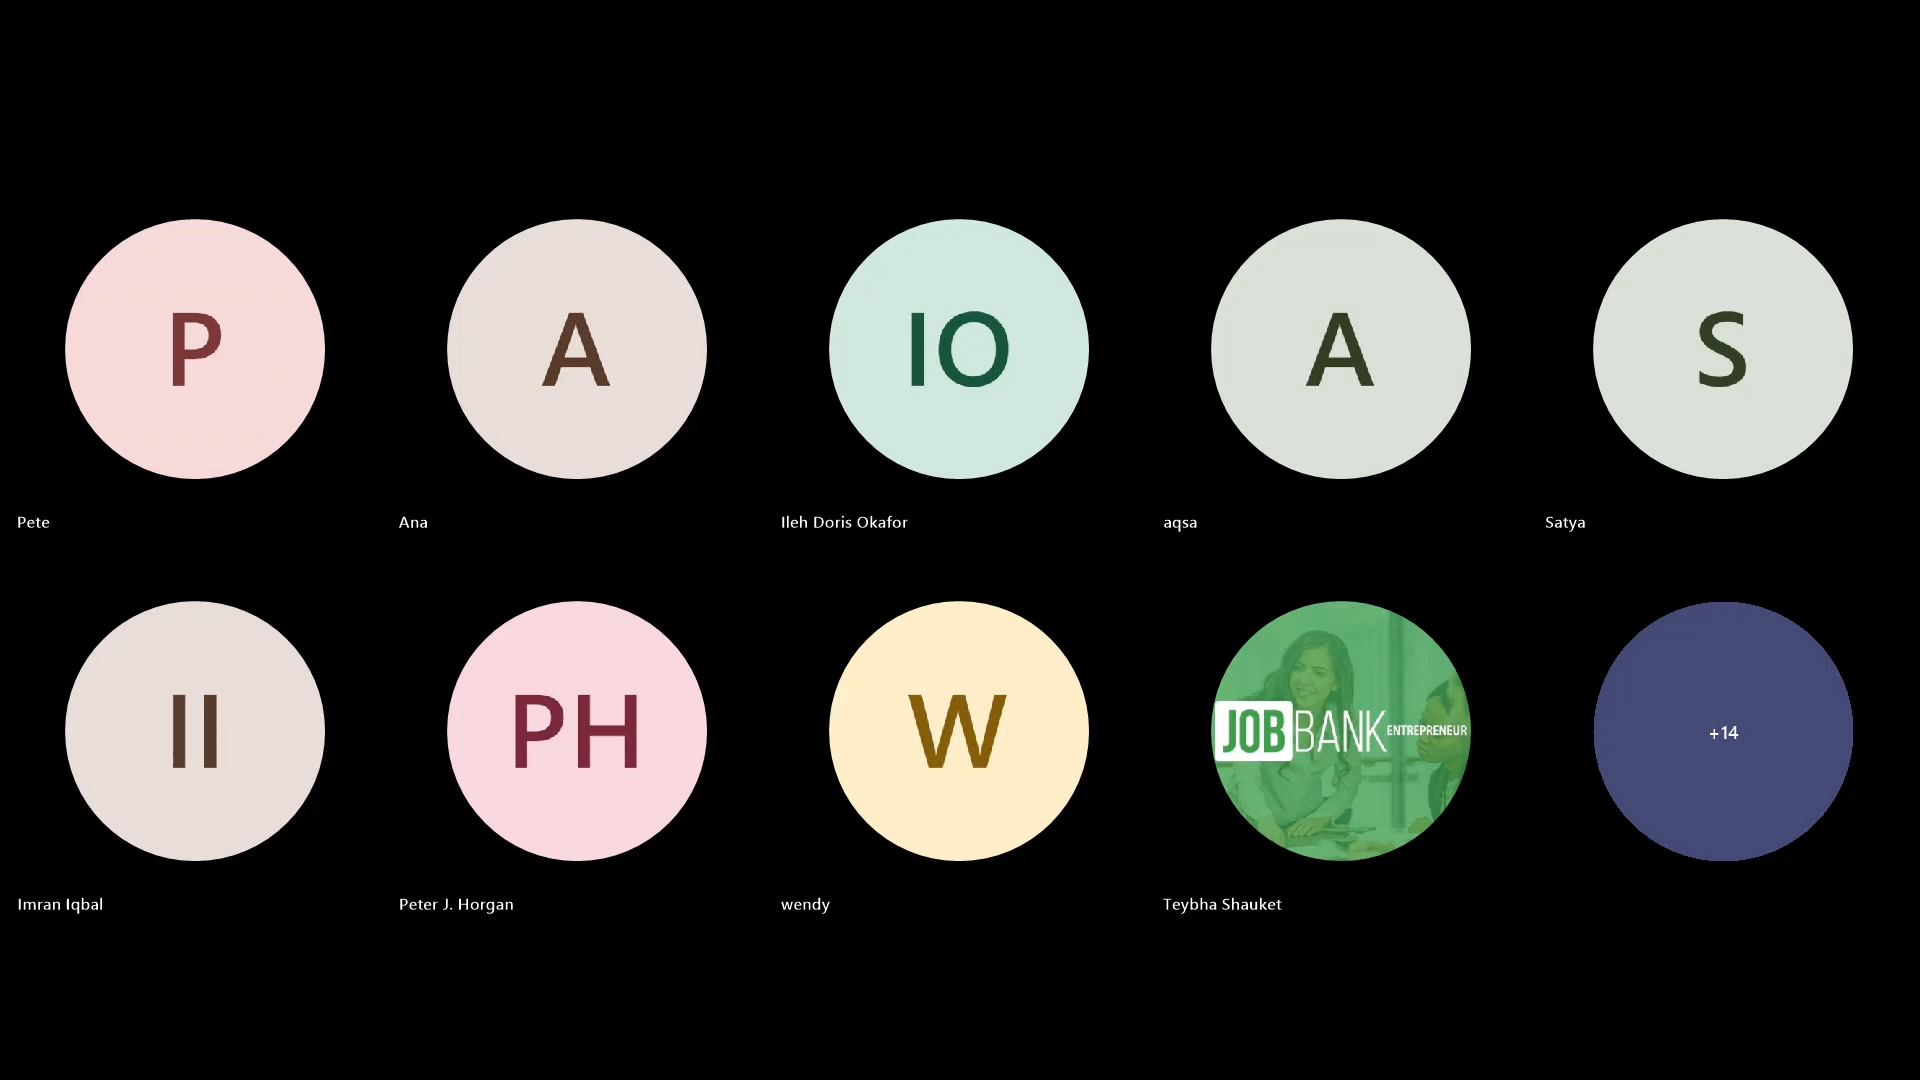 P
A
IO
A
S
Pete
Ana
Ileh Doris Okafor
aqsa
Satya
II
PH
W
JOBBANK ENTREPRENEUR
+14
Imran Iqbal
Peter J. Horgan
wendy
Teybha Shauket